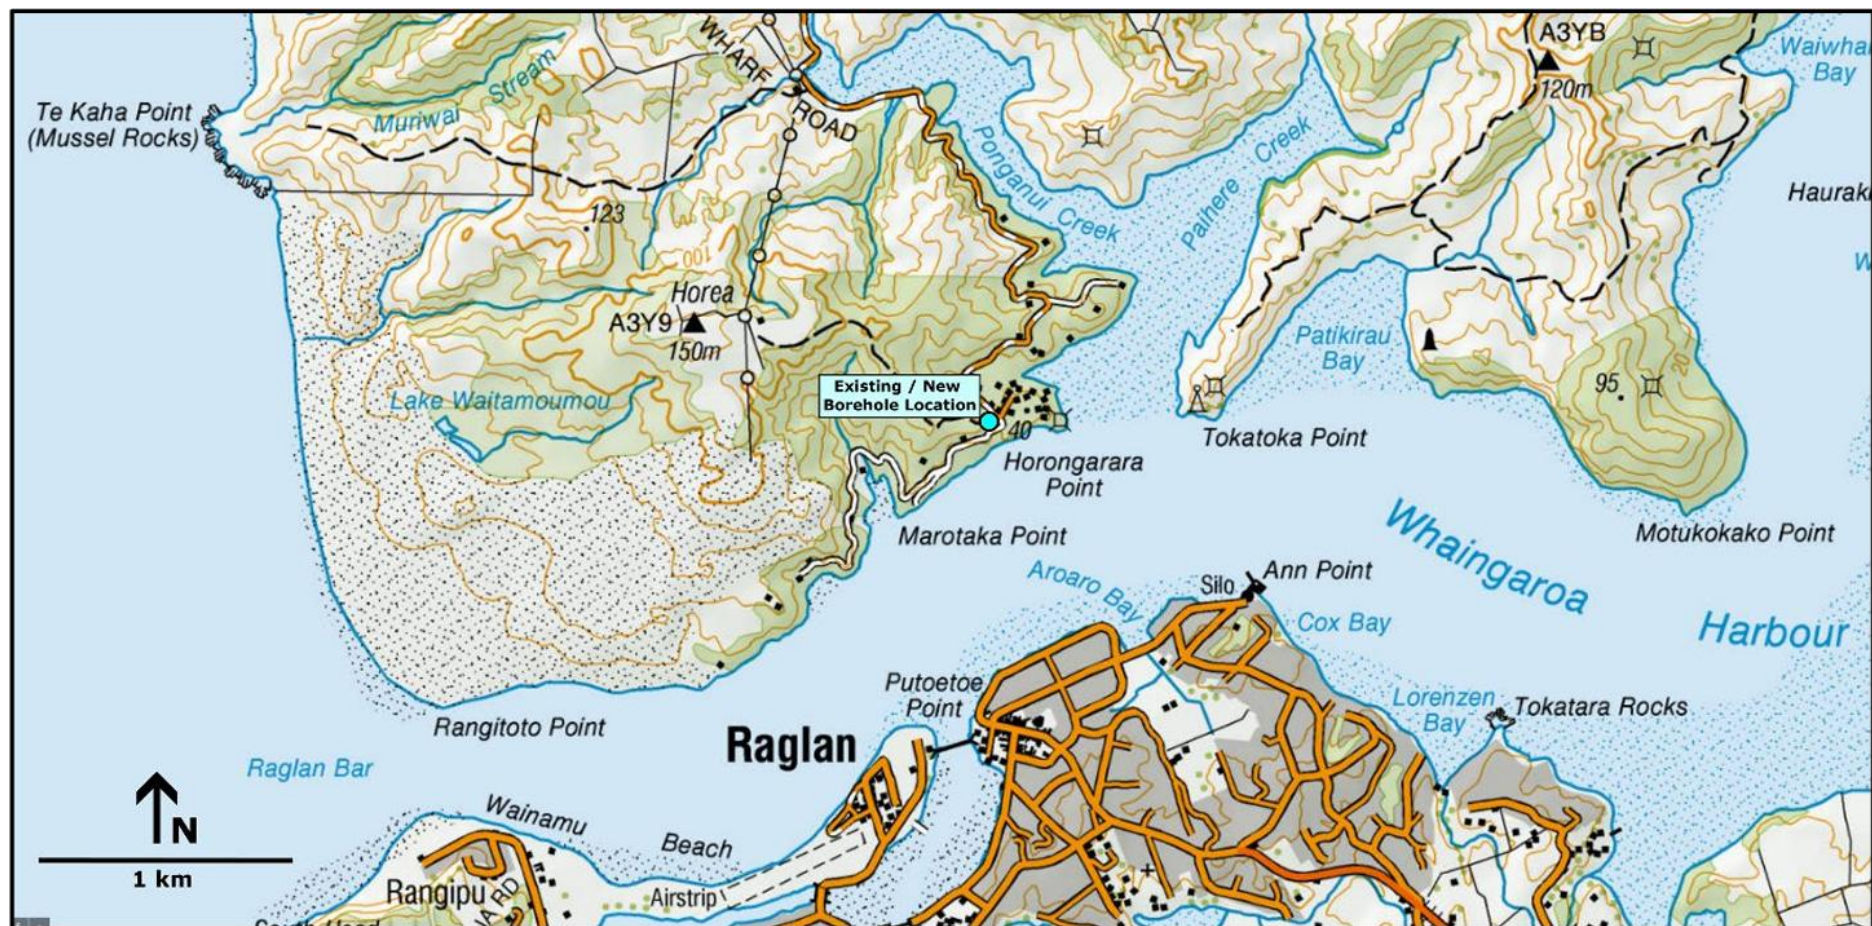 WHARF
ROAD
A3YB
120m
Waiwhai
Bay
Te Kaha Point
(Mussel Rocks)
Muriwai Stream
Ponganui Creek
Paihere Creek
Hauraki
123
100
Horea
A3Y9
150m
Patikirau
Bay
Existing / New
Borehole Location
95
Lake Waitamoumou
40
Tokatoka Point
Horongarara
Point
Marotaka Point
Motukokako Point
Whaingaroa
Harbour
Aroaro Bay
Silo
Ann Point
Cox Bay
Putoetoe
Point
Lorenzen
Bay
Tokatara Rocks
Rangitoto Point
Raglan
Raglan Bar
N
1 km
Wainamu
Beach
Rangipu
RD
Airstrip